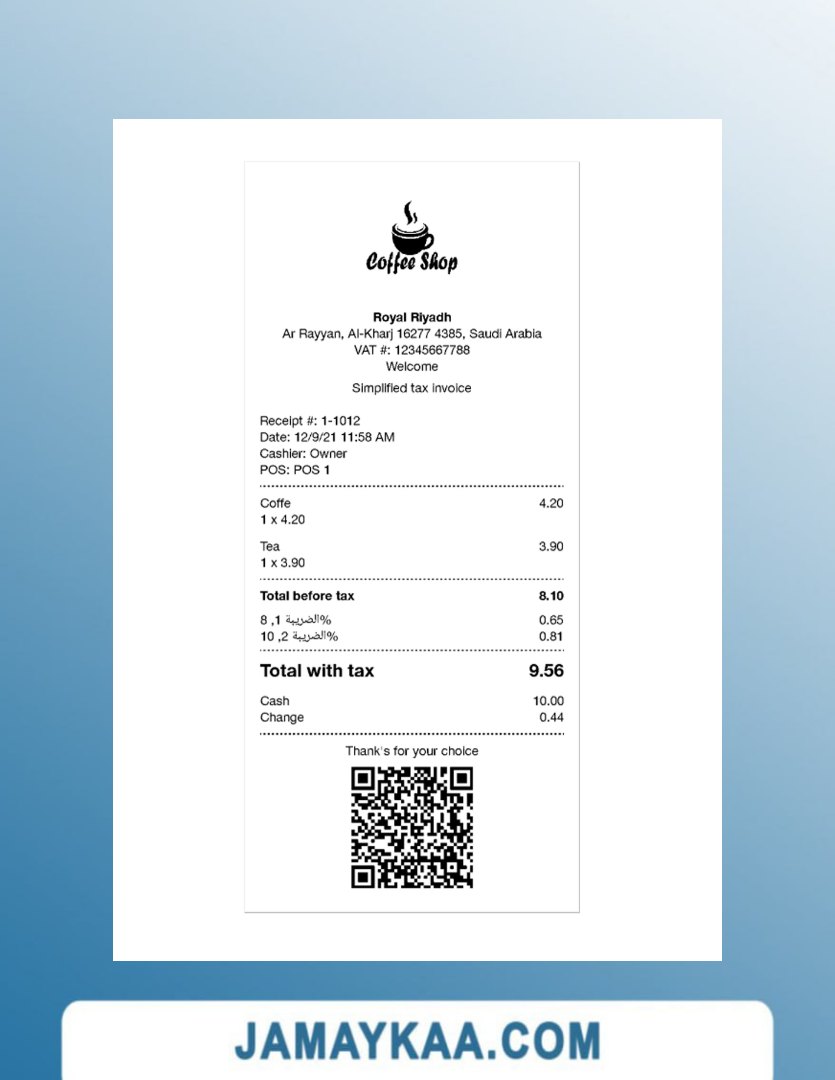 Coffee Shop
Royal Riyadh
Ar Rayyan, Al-Kharj 16277 4385, Saudi Arabia
VAT #: 12345667788
Welcome
Simplified tax invoice
Receipt #: 1-1012
Date: 12/9/21 11:58 AM
Cashier: Owner
POS: POS 1
Coffe 4.20
1 x 4.20
Tea 3.90
1 x 3.90
Total before tax 8.10
8 ,1 الضريبة% 0.65
10 ,2 الضريبة% 0.81
Total with tax 9.56
Cash 10.00
Change 0.44
Thank's for your choice
JAMAYKAA.COM